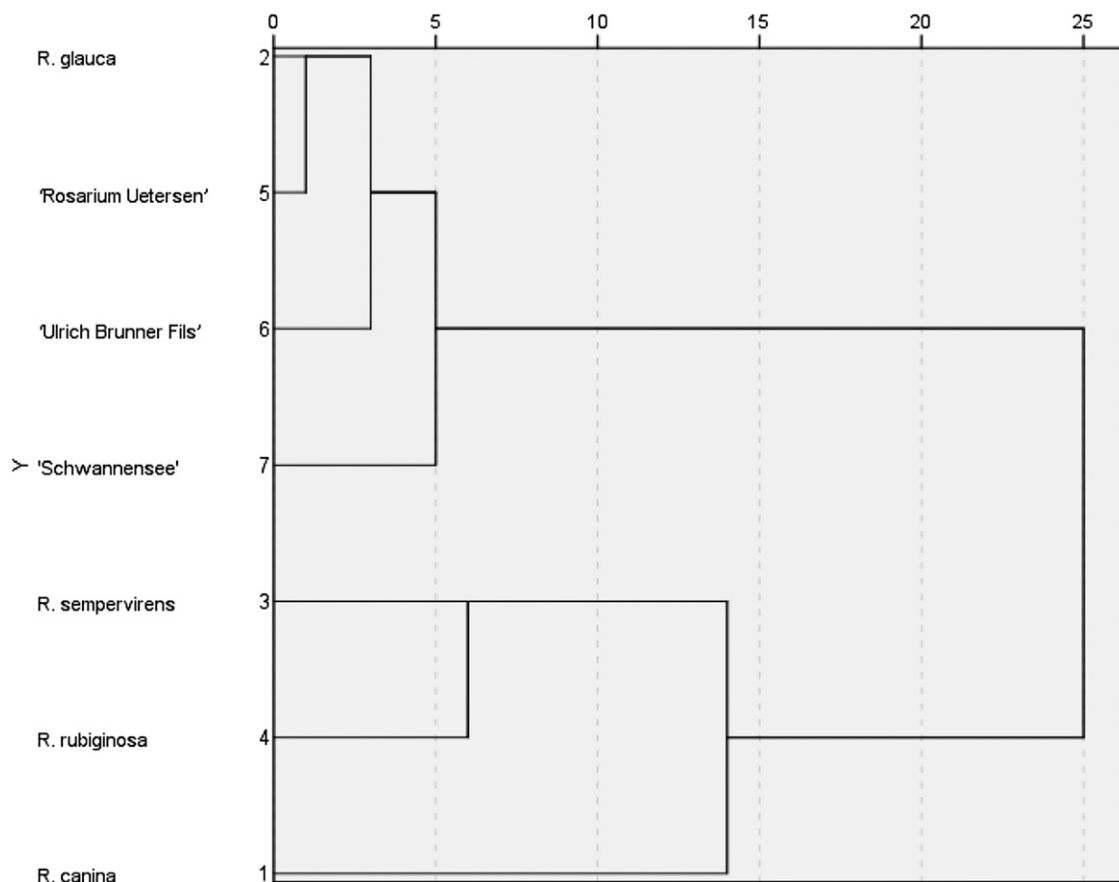 0 5 10 15 20 25
R. glauca 2
‘Rosarium Uetersen’ 5
‘Ulrich Brunner Fils’ 6
Y 'Schwannensee' 7
R. sempervirens 3
R. rubiginosa 4
R. canina 1